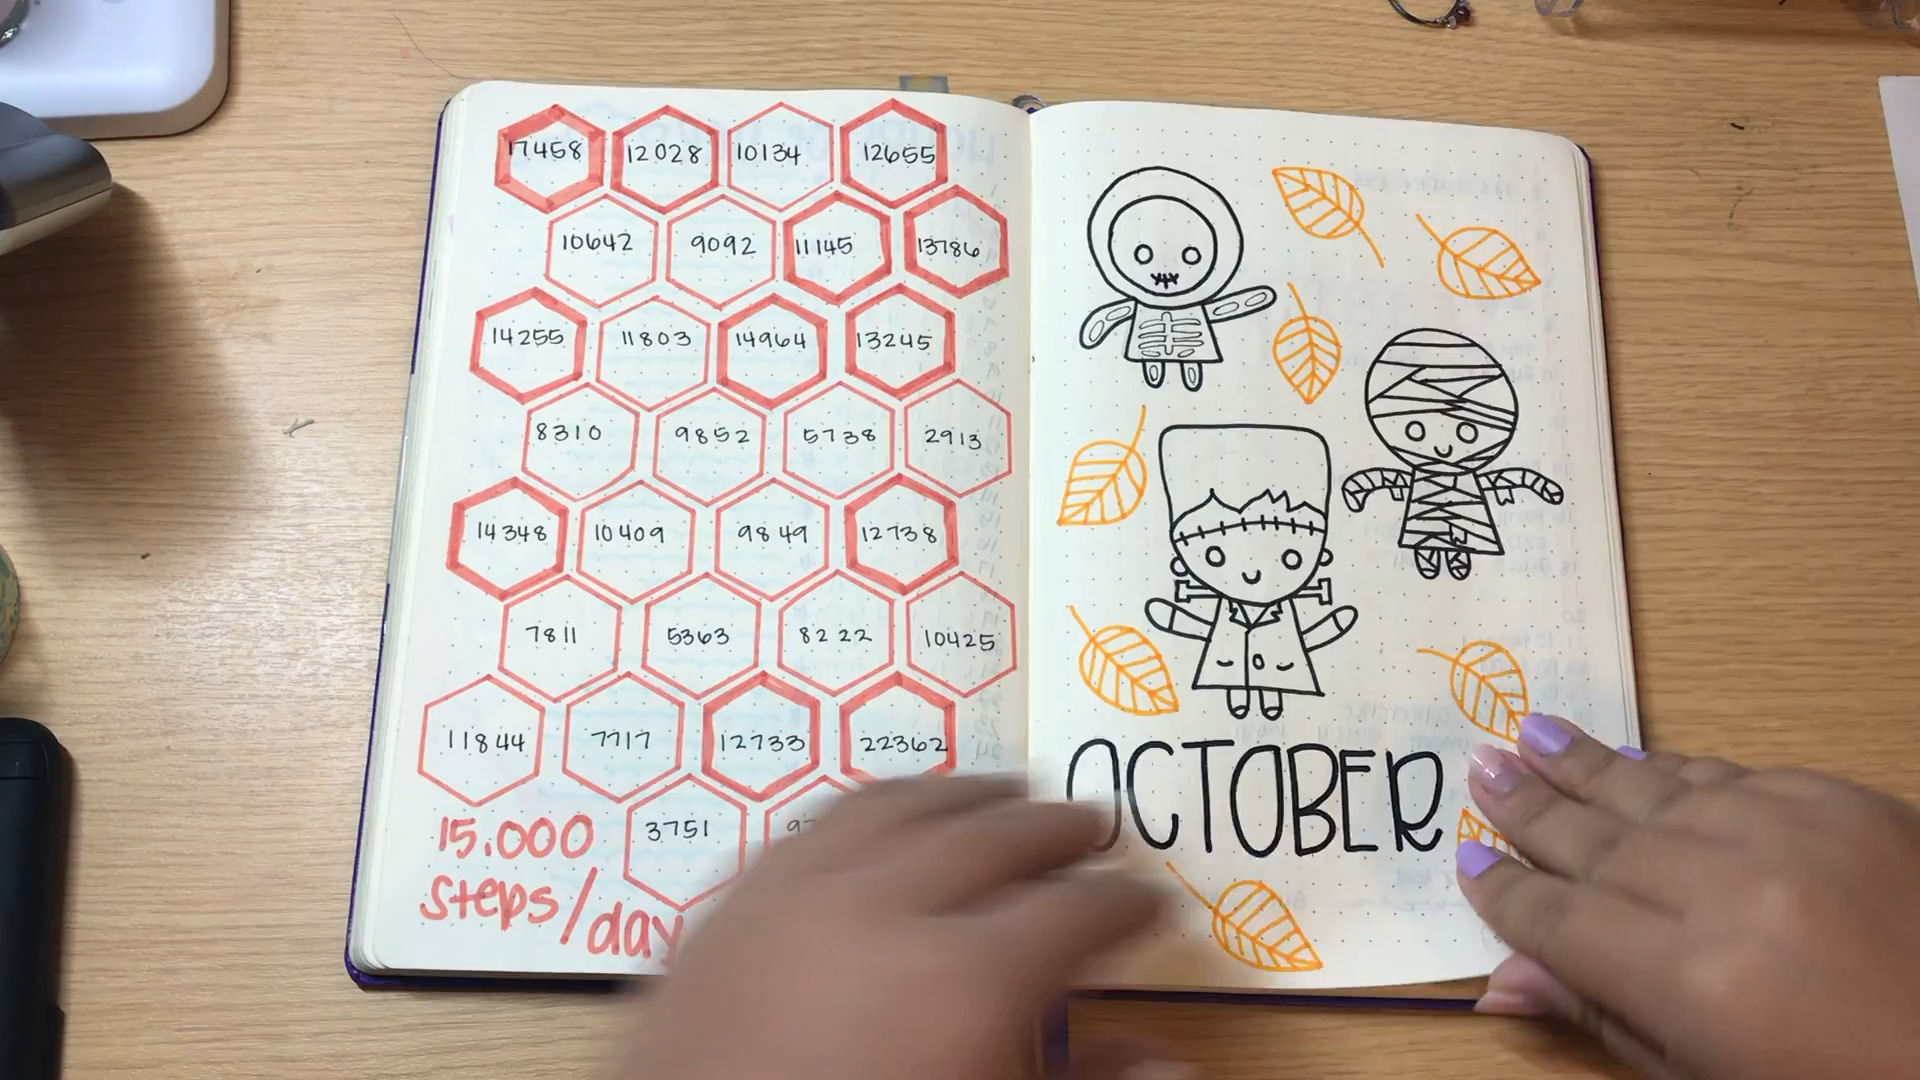 17458 12028 10134 12655
10642 9092 11145 13786
14255 11803 14964 13245
8310 9852 5738 2913
14348 10409 9849 12738
7811 5363 8222 10425
11844 7717 12733 22362
3751
15.000
steps/day
OCTOBER